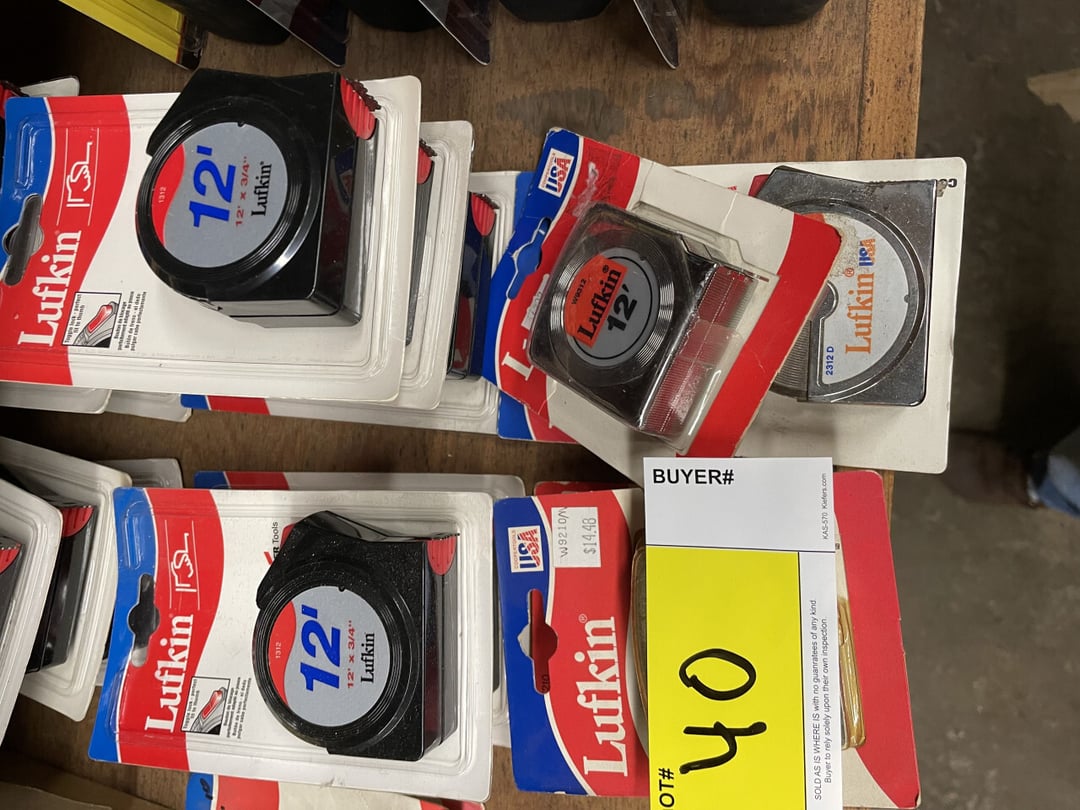 1312
12'
12' x 3/4"
Lufkin®
Lufkin
USA
W9312
Lufkin®
12'
2312 D
Lufkin® USA
1312
12'
12' x 3/4"
Lufkin
Tools
Lufkin
USA
W9210
$14.48
210
Lufkin®
BUYER#
KAS-570 Kiefers.com
OT#
40
SOLD AS IS WHERE IS with no guanratees of any kind.
Buyer to rely solely upon their own inspection.